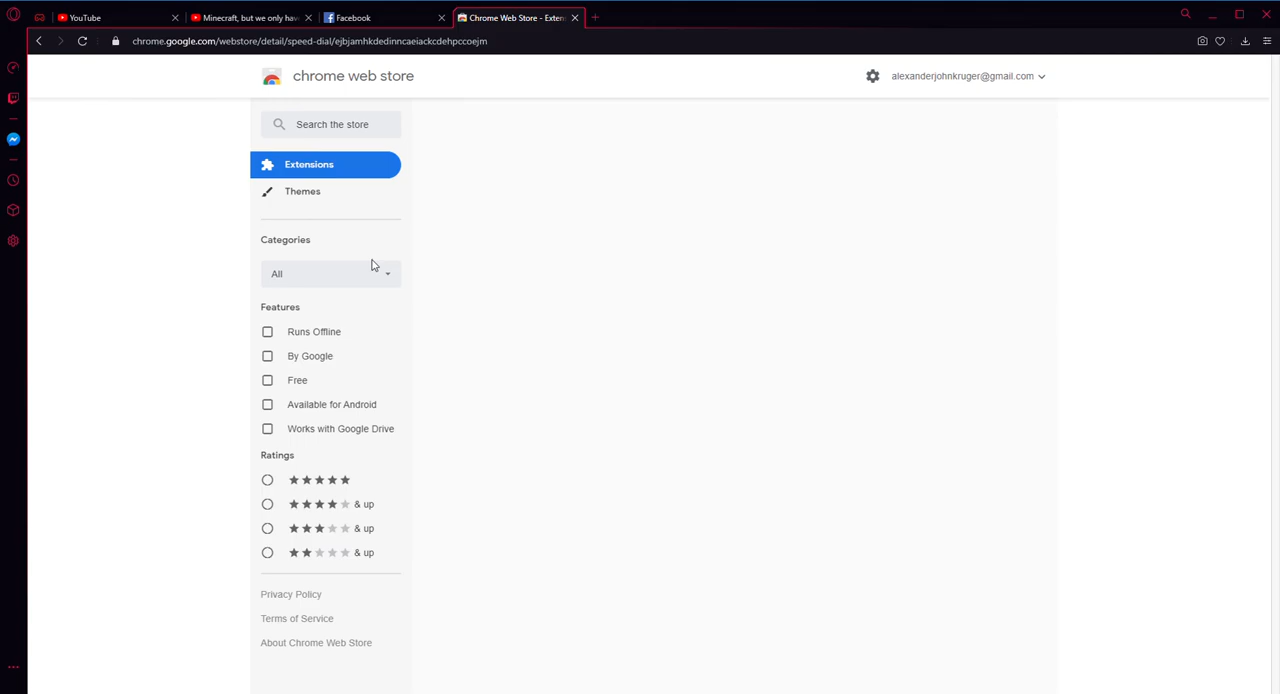 YouTube
Minecraft, but we only hav
Facebook
Chrome Web Store - Exten
chrome.google.com/webstore/detail/speed-dial/ejbjamhkdedinncaeiackcdehpccoejm
chrome web store
alexanderjohnkruger@gmail.com
Search the store
Extensions
Themes
Categories
All
Features
Runs Offline
By Google
Free
Available for Android
Works with Google Drive
Ratings
& up
& up
& up
Privacy Policy
Terms of Service
About Chrome Web Store